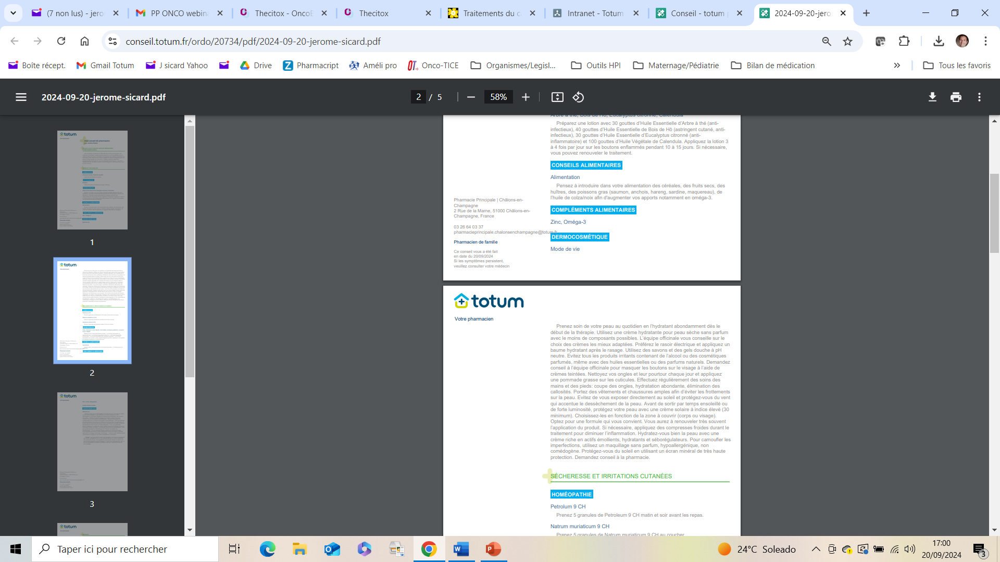 (7 non lus) - jero
PP ONCO webina
Thecitox - OncoB
Thecitox
Traitements du c
Intranet - Totum
Conseil - totum p
2024-09-20-jero
conseil.totum.fr/ordo/20734/pdf/2024-09-20-jerome-sicard.pdf
Boîte récept.
Gmail Totum
J sicard Yahoo
Drive
Pharmacript
Améli pro
Onco-TICE
Organismes/Legisl...
Outils HPI
Maternage/Pédiatrie
Bilan de médication
Tous les favoris
2024-09-20-jerome-sicard.pdf
2 / 5
58%
totum
1
totum
2
totum
3
totum
Arbre à thé, Bois de Hô, Eucalyptus citronné, Calendula
Préparez une lotion avec 30 gouttes d'Huile Essentielle d'Arbre à thé (anti-
infectieux), 40 gouttes d'Huile Essentielle de Bois de Hô (astringent cutané, anti-
infectieux), 30 gouttes d'Huile Essentielle d'Eucalyptus citronné (anti-
inflammatoire) et 100 gouttes d'Huile Végétale de Calendula. Appliquez la lotion 3
à 4 fois par jour sur les boutons enflammés pendant 10 à 15 jours. Si nécessaire,
vous pouvez renouveler le traitement.
CONSEILS ALIMENTAIRES
Alimentation
Pensez à introduire dans votre alimentation des céréales, des fruits secs, des
huîtres, des poissons gras (saumon, anchois, hareng, sardine, maquereau), de
l'huile de colza/noix afin d'augmenter vos apports notamment en oméga-3.
COMPLÉMENTS ALIMENTAIRES
Zinc, Oméga-3
DERMOCOSMÉTIQUE
Mode de vie
Pharmacie Principale | Châlons-en-
Champagne
2 Rue de la Marne, 51000 Châlons-en-
Champagne, France
03 26 64 03 37
pharmacieprincipale.chalonsenchampagne@totum.fr
Pharmacien de famille
Ce conseil vous a été fait
en date du 20/09/2024
Si les symptômes persistent,
veuillez consulter votre médecin
totum
Votre pharmacien
Prenez soin de votre peau au quotidien en l'hydratant abondamment dès le
début de la thérapie. Utilisez une crème hydratante pour peau sèche sans parfum
avec le moins de composants possibles. L'équipe officinale vous conseille sur le
choix des crèmes les mieux adaptées. Préférez le rasoir électrique et appliquez un
baume hydratant après le rasage. Utilisez des savons et des gels douche à pH
neutre. Evitez tous les produits irritants contenant de l'alcool ou des cosmétiques
parfumés, même avec des huiles essentielles ou des parfums naturels. Demandez
conseil à l'équipe officinale pour masquer les boutons sur le visage à l'aide de
crèmes teintées. Nettoyez vos ongles et leur pourtour chaque jour et appliquez
une pommade grasse sur les cuticules. Effectuez régulièrement des soins des
mains et des pieds: coupe des ongles, hydratation abondante, élimination des
callosités. Portez des vêtements et chaussures amples afin d'éviter les frottements
sur la peau. Evitez de vous exposer directement au soleil et protégez-vous du vent
qui accentue le dessèchement de la peau. Avant de sortir par temps ensoleillé ou
de forte luminosité, protégez votre peau avec une crème solaire à indice élevé (30
minimum). Choisissez-les en fonction de la zone à couvrir (corps ou visage).
Optez pour une formule qui vous convient. Vous aurez à renouveler très souvent
l'application du produit. Si nécessaire, appliquez des compresses froides durant le
traitement pour diminuer l'inflammation. Hydratez-vous bien la peau avec une
crème riche en actifs émollients, hydratants et séborégulateurs. Pour camoufler les
imperfections, utilisez un maquillage sans parfum, hypoallergénique, non
comédogène. Protégez-vous du soleil en utilisant un écran minéral de très haute
protection. Demandez conseil à la pharmacie.
SÉCHERESSE ET IRRITATIONS CUTANÉES
HOMÉOPATHIE
Petrolum 9 CH
Prenez 5 granules de Petroleum 9 CH matin et soir avant les repas.
Natrum muriaticum 9 CH
Prenez 5 granules de Natrum muriaticum 9 CH au coucher.
Taper ici pour rechercher
24°C Soleado
17:00
20/09/2024
3